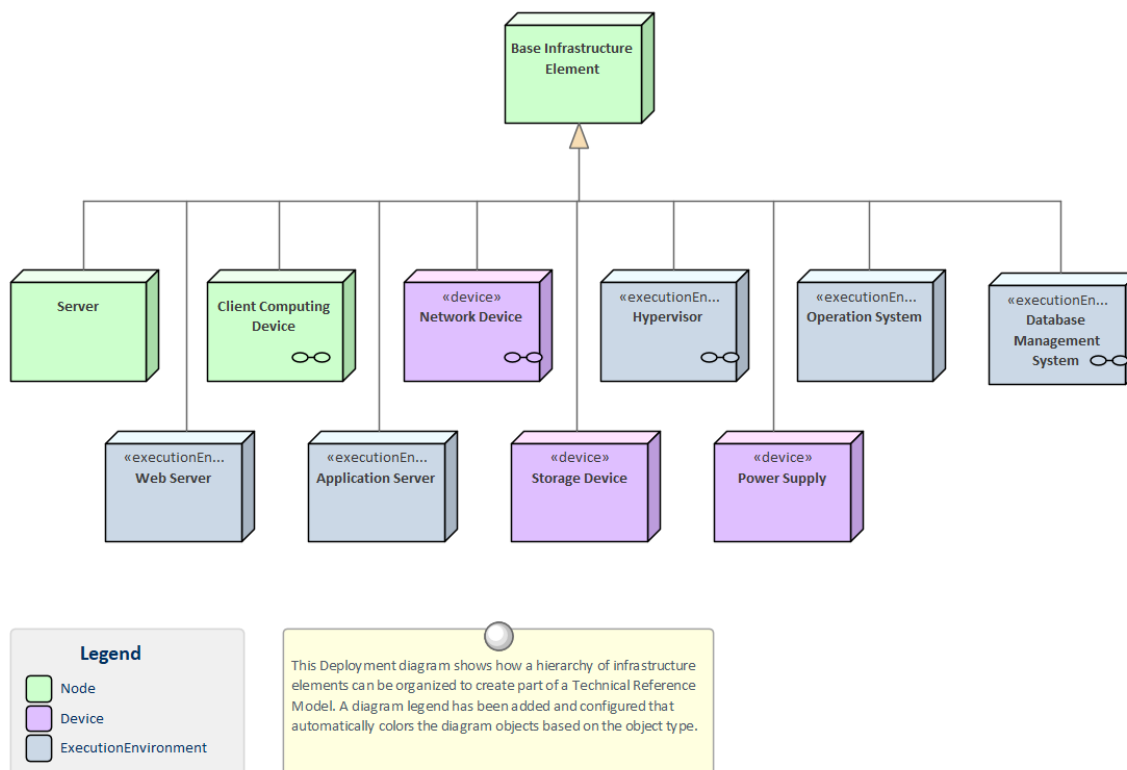 Base Infrastructure
Element
Server
Client Computing
Device
«device»
Network Device
«executionEn...
Hypervisor
«executionEn...
Operation System
«executionEn...
Database
Management
System
«executionEn...
Web Server
«executionEn...
Application Server
«device»
Storage Device
«device»
Power Supply
Legend
Node
Device
ExecutionEnvironment
This Deployment diagram shows how a hierarchy of infrastructure
elements can be organized to create part of a Technical Reference
Model. A diagram legend has been added and configured that
automatically colors the diagram objects based on the object type.